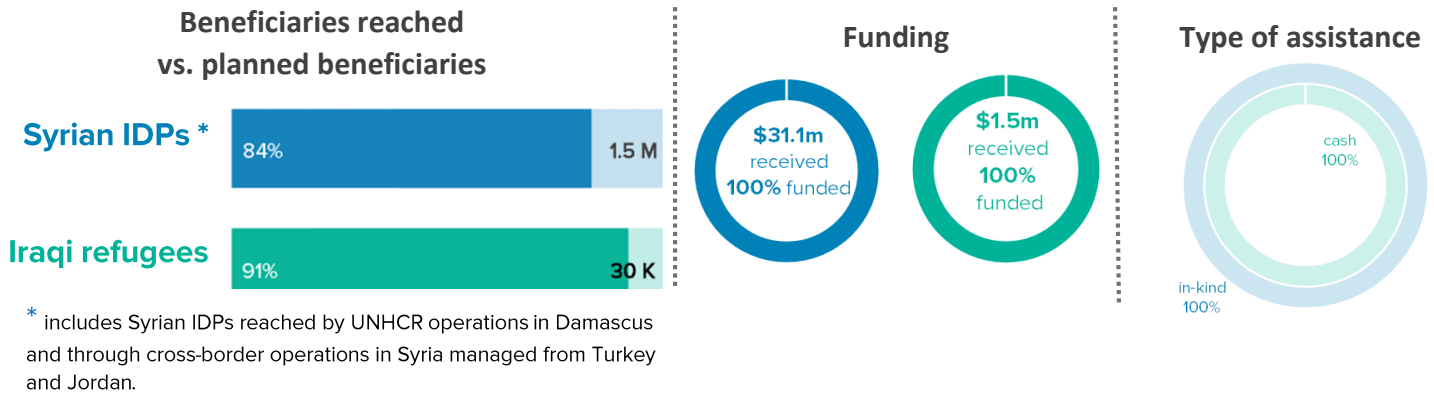 Beneficiaries reached
vs. planned beneficiaries
Syrian IDPs *
84%
1.5 M
Iraqi refugees
91%
30 K
* includes Syrian IDPs reached by UNHCR operations in Damascus
and through cross-border operations in Syria managed from Turkey
and Jordan.
Funding
$31.1m
received
100% funded
$1.5m
received
100%
funded
Type of assistance
cash
100%
in-kind
100%